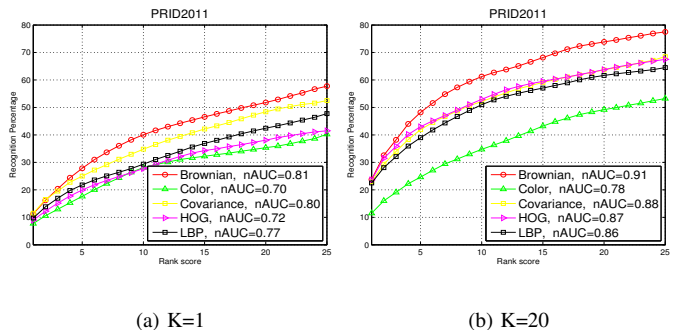 PRID2011
80
70
60
50
40
30
20
10
0
Recognition Percentage
5 10 15 20 25
Rank score
Brownian, nAUC=0.81
Color, nAUC=0.70
Covariance, nAUC=0.80
HOG, nAUC=0.72
LBP, nAUC=0.77
(a) K=1
PRID2011
80
70
60
50
40
30
20
10
0
Recognition Percentage
5 10 15 20 25
Rank score
Brownian, nAUC=0.91
Color, nAUC=0.78
Covariance, nAUC=0.88
HOG, nAUC=0.87
LBP, nAUC=0.86
(b) K=20